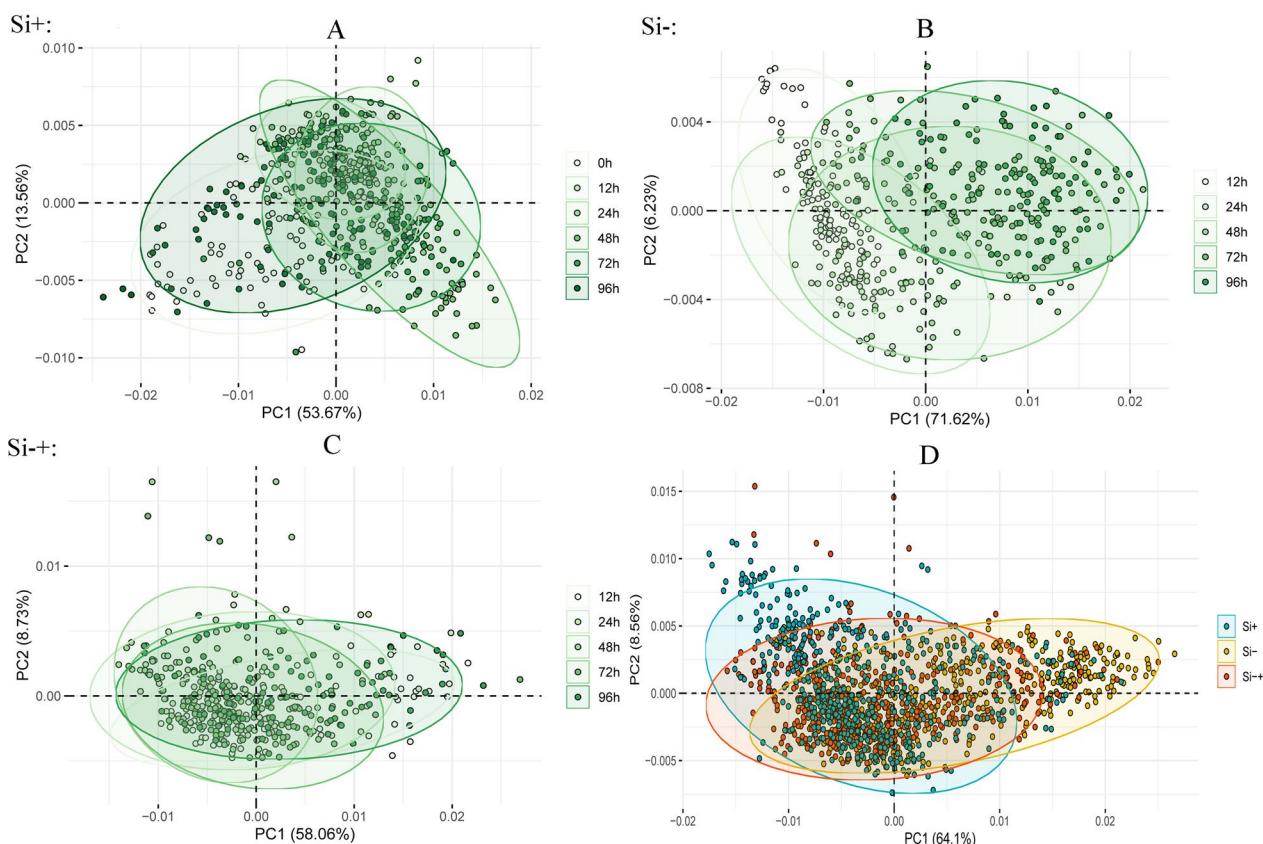 Si+:
A
0.010
0.005
0.000
−0.005
−0.010
PC2 (13.56%)
−0.02
−0.01
0.00
0.01
0.02
PC1 (53.67%)
0h
12h
24h
48h
72h
96h
Si-:
B
0.004
0.000
−0.004
−0.008
PC2 (6.23%)
−0.02
−0.01
0.00
0.01
0.02
PC1 (71.62%)
12h
24h
48h
72h
96h
Si-+:
C
0.01
0.00
PC2 (8.73%)
−0.01
0.00
0.01
0.02
PC1 (58.06%)
12h
24h
48h
72h
96h
D
0.015
0.010
0.005
0.000
−0.005
PC2 (8.56%)
−0.02
−0.01
0.00
0.01
0.02
PC1 (64.1%)
Si+
Si−
Si−+